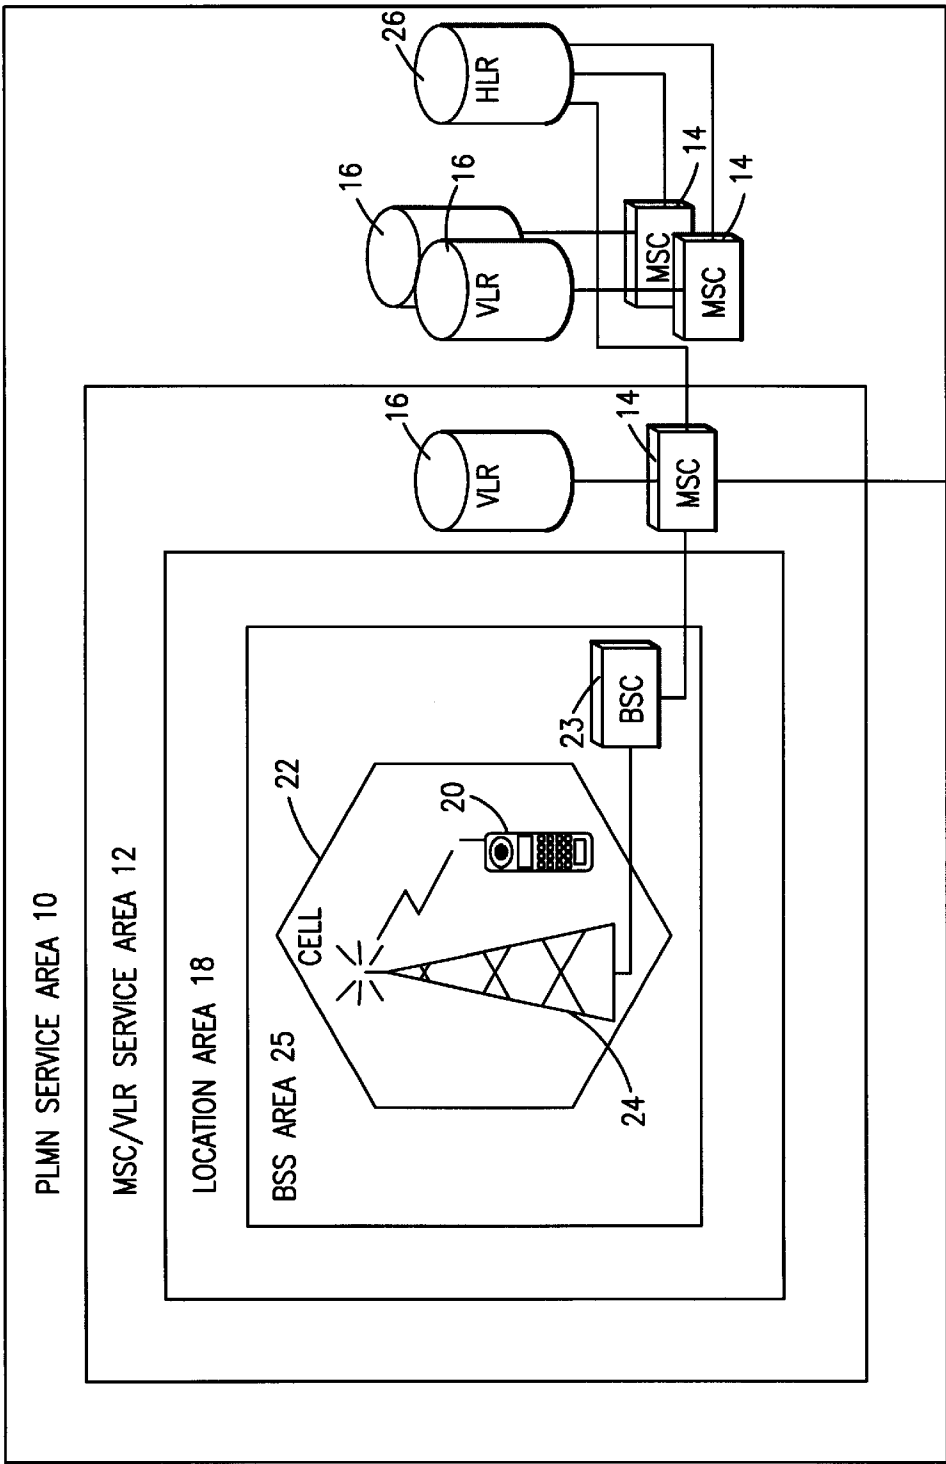 PLMN SERVICE AREA 10
MSC/VLR SERVICE AREA 12
LOCATION AREA 18
BSS AREA 25
CELL
22
20
24
23
BSC
16
VLR
14
MSC
16
16
VLR
14
MSC
14
MSC
26
HLR